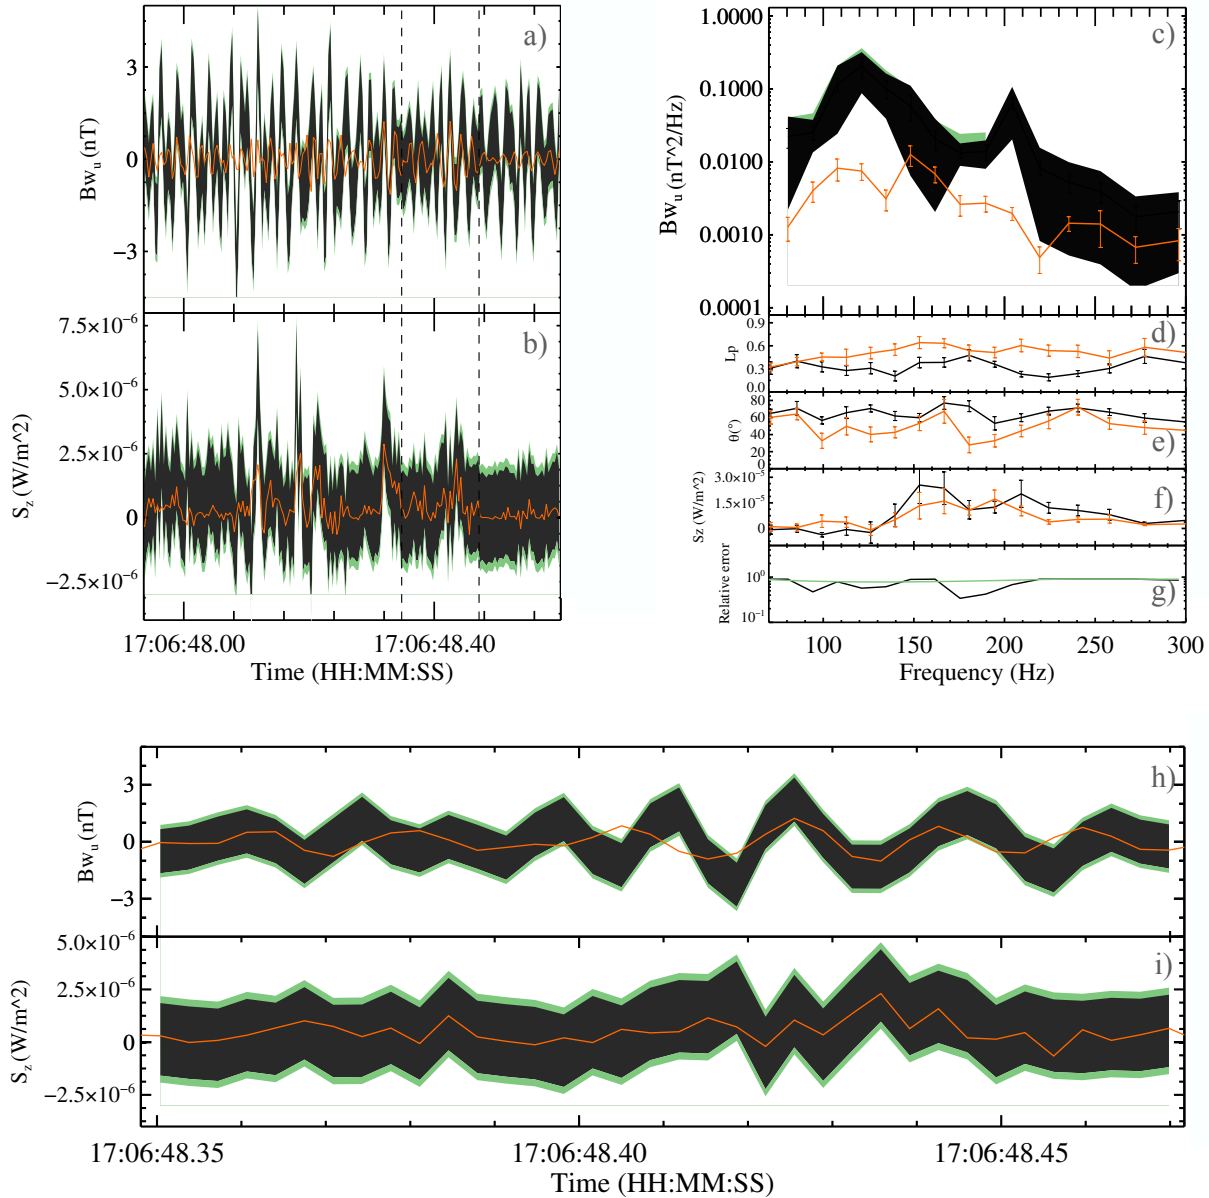 a)
3
0
−3
Bw_u (nT)
b)
7.5×10^-6
5.0×10^-6
2.5×10^-6
0
−2.5×10^-6
S_z (W/m^2)
17:06:48.00 17:06:48.40
Time (HH:MM:SS)
c)
1.0000
0.1000
0.0100
0.0010
0.0001
Bw_u (nT^2/Hz)
d)
0.9
0.6
0.3
0.0
Lp
e)
80
60
40
20
0
θ(°)
f)
3.0×10^-5
1.5×10^-5
0
Sz (W/m^2)
g)
10^0
10^-1
Relative error
100 150 200 250 300
Frequency (Hz)
h)
3
0
−3
Bw_u (nT)
i)
5.0×10^-6
2.5×10^-6
0
−2.5×10^-6
S_z (W/m^2)
17:06:48.35 17:06:48.40 17:06:48.45
Time (HH:MM:SS)